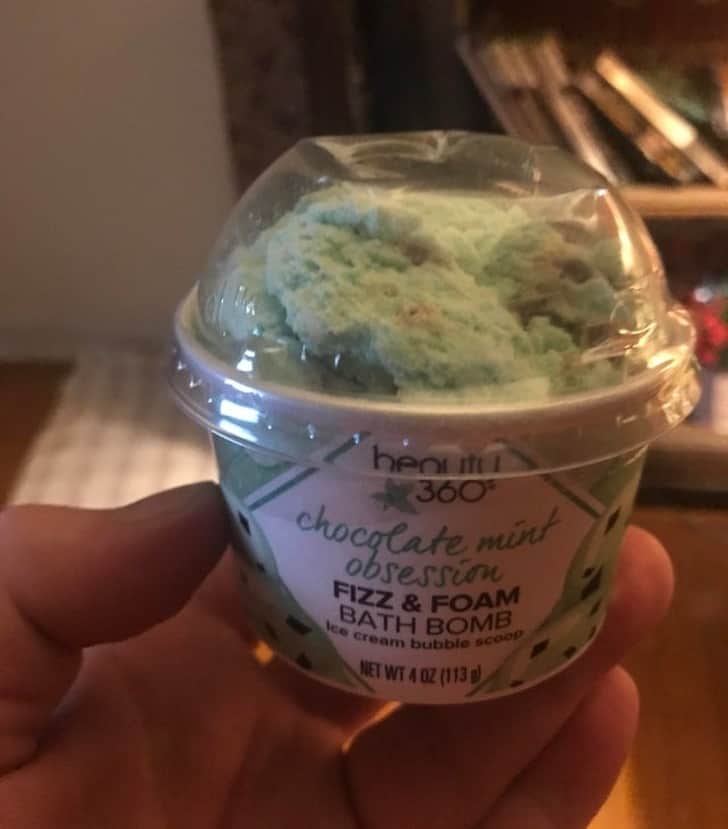 beauty
360°
chocolate mint
obsession
FIZZ & FOAM
BATH BOMB
Ice cream bubble scoop
NET WT 4 OZ (113 g)